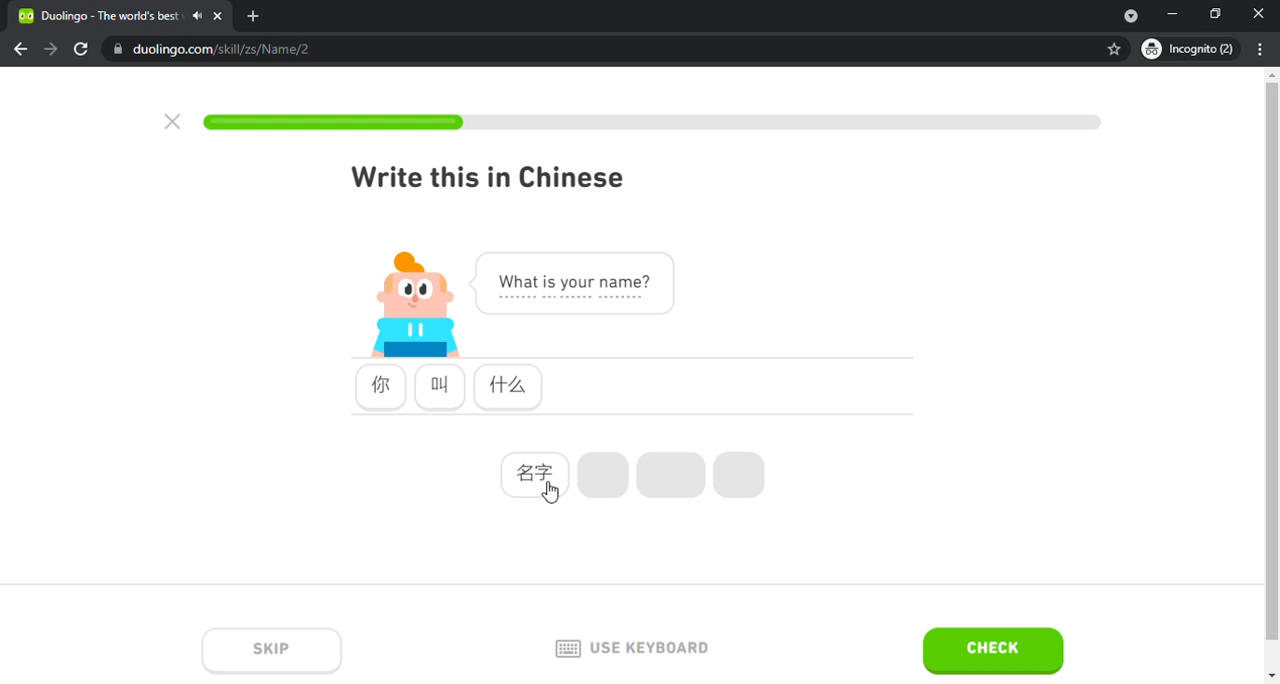 Duolingo - The world's best
duolingo.com/skill/zs/Name/2
Incognito (2)
Write this in Chinese
What is your name?
你 叫 什么
名字
SKIP
USE KEYBOARD
CHECK